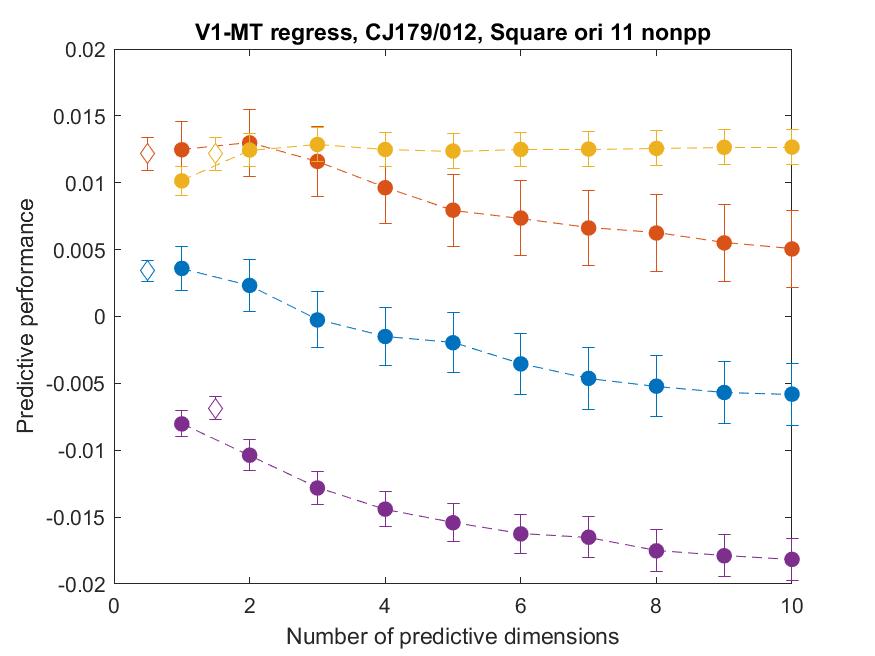 V1-MT regress, CJ179/012, Square ori 11 nonpp
0.02
0.015
0.01
0.005
0
-0.005
-0.01
-0.015
-0.02
Predictive performance
0 2 4 6 8 10
Number of predictive dimensions